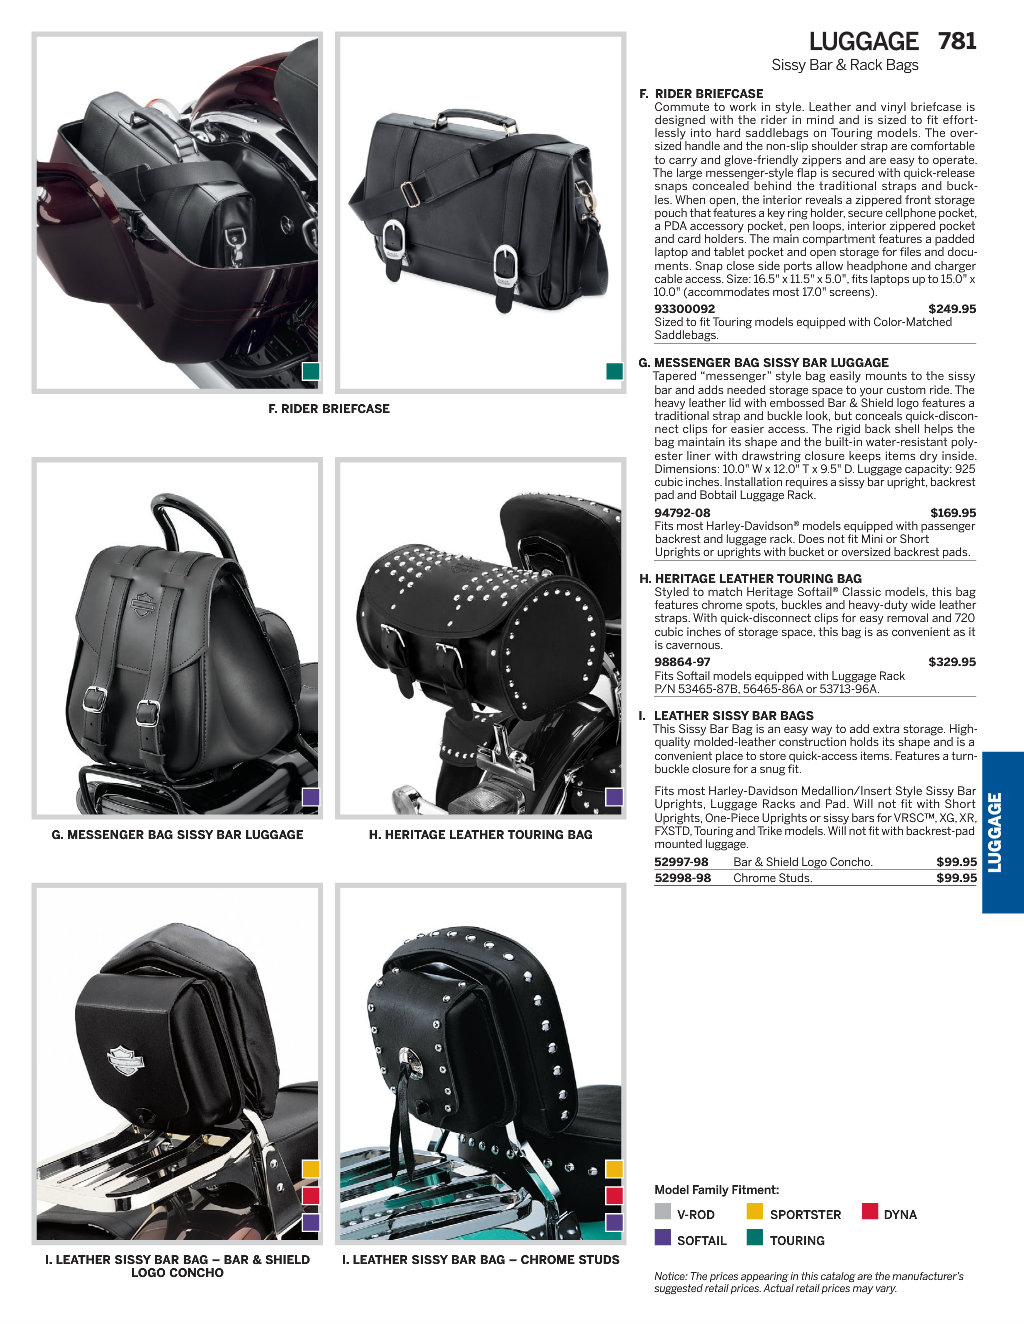 LUGGAGE 781
Sissy Bar & Rack Bags
F. RIDER BRIEFCASE
Commute to work in style. Leather and vinyl briefcase is
designed with the rider in mind and is sized to fit effort-
lessly into hard saddlebags on Touring models. The over-
sized handle and the non-slip shoulder strap are comfortable
to carry and glove-friendly zippers and are easy to operate.
The large messenger-style flap is secured with quick-release
snaps concealed behind the traditional straps and buck-
les. When open, the interior reveals a zippered front storage
pouch that features a key ring holder, secure cellphone pocket,
a PDA accessory pocket, pen loops, interior zippered pocket
and card holders. The main compartment features a padded
laptop and tablet pocket and open storage for files and docu-
ments. Snap close side ports allow headphone and charger
cable access. Size: 16.5" x 11.5" x 5.0", fits laptops up to 15.0" x
10.0" (accommodates most 17.0" screens).
93300092 $249.95
Sized to fit Touring models equipped with Color-Matched
Saddlebags.
G. MESSENGER BAG SISSY BAR LUGGAGE
Tapered “messenger” style bag easily mounts to the sissy
bar and adds needed storage space to your custom ride. The
heavy leather lid with embossed Bar & Shield logo features a
traditional strap and buckle look, but conceals quick-discon-
nect clips for easier access. The rigid back shell helps the
bag maintain its shape and the built-in water-resistant poly-
ester liner with drawstring closure keeps items dry inside.
Dimensions: 10.0" W x 12.0" T x 9.5" D. Luggage capacity: 925
cubic inches. Installation requires a sissy bar upright, backrest
pad and Bobtail Luggage Rack.
94792-08 $169.95
Fits most Harley-Davidson® models equipped with passenger
backrest and luggage rack. Does not fit Mini or Short
Uprights or uprights with bucket or oversized backrest pads.
H. HERITAGE LEATHER TOURING BAG
Styled to match Heritage Softail® Classic models, this bag
features chrome spots, buckles and heavy-duty wide leather
straps. With quick-disconnect clips for easy removal and 720
cubic inches of storage space, this bag is as convenient as it
is cavernous.
98864-97 $329.95
Fits Softail models equipped with Luggage Rack
P/N 53465-87B, 56465-86A or 53713-96A.
I. LEATHER SISSY BAR BAGS
This Sissy Bar Bag is an easy way to add extra storage. High-
quality molded-leather construction holds its shape and is a
convenient place to store quick-access items. Features a turn-
buckle closure for a snug fit.
Fits most Harley-Davidson Medallion/Insert Style Sissy Bar
Uprights, Luggage Racks and Pad. Will not fit with Short
Uprights, One-Piece Uprights or sissy bars for VRSC™, XG, XR,
FXSTD, Touring and Trike models. Will not fit with backrest-pad
mounted luggage.
52997-98 Bar & Shield Logo Concho. $99.95
52998-98 Chrome Studs. $99.95
LUGGAGE
F. RIDER BRIEFCASE
G. MESSENGER BAG SISSY BAR LUGGAGE
H. HERITAGE LEATHER TOURING BAG
I. LEATHER SISSY BAR BAG – BAR & SHIELD
LOGO CONCHO
I. LEATHER SISSY BAR BAG – CHROME STUDS
Model Family Fitment:
V-ROD SPORTSTER DYNA
SOFTAIL TOURING
Notice: The prices appearing in this catalog are the manufacturer's
suggested retail prices. Actual retail prices may vary.